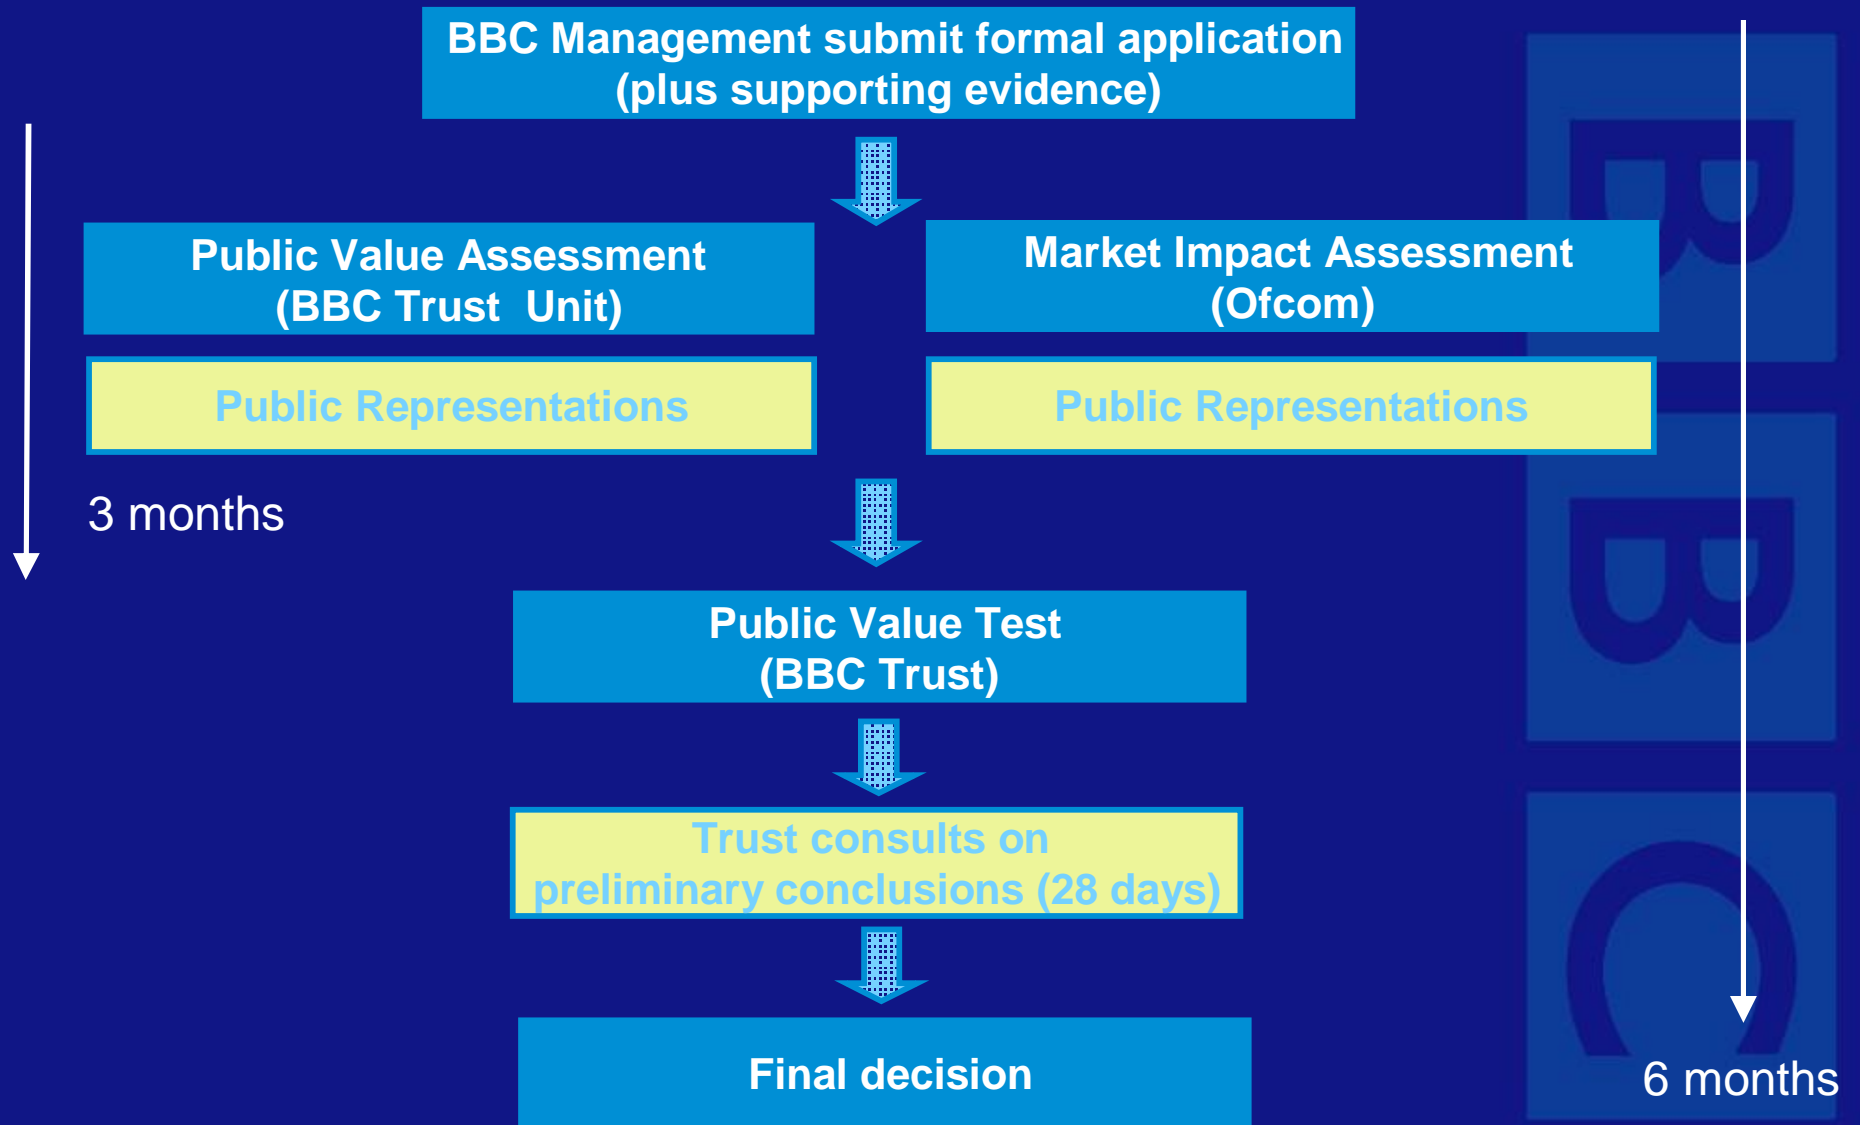 BBC Management submit formal application
(plus supporting evidence)
Public Value Assessment
(BBC Trust Unit)
Market Impact Assessment
(Ofcom)
Public Representations
Public Representations
3 months
Public Value Test
(BBC Trust)
Trust consults on
preliminary conclusions (28 days)
Final decision
6 months
B
B
C